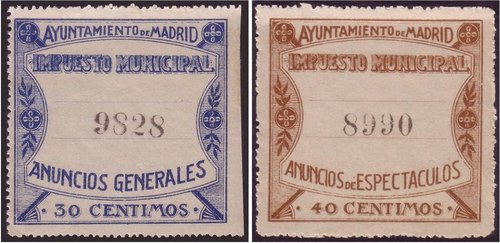 AYUNTAMIENTO DE MADRID
IMPUESTO MUNICIPAL
9828
ANUNCIOS GENERALES
· 30 CENTIMOS ·
AYUNTAMIENTO DE MADRID
IMPUESTO MUNICIPAL
8990
ANUNCIOS DE ESPECTACULOS
· 40 CENTIMOS ·